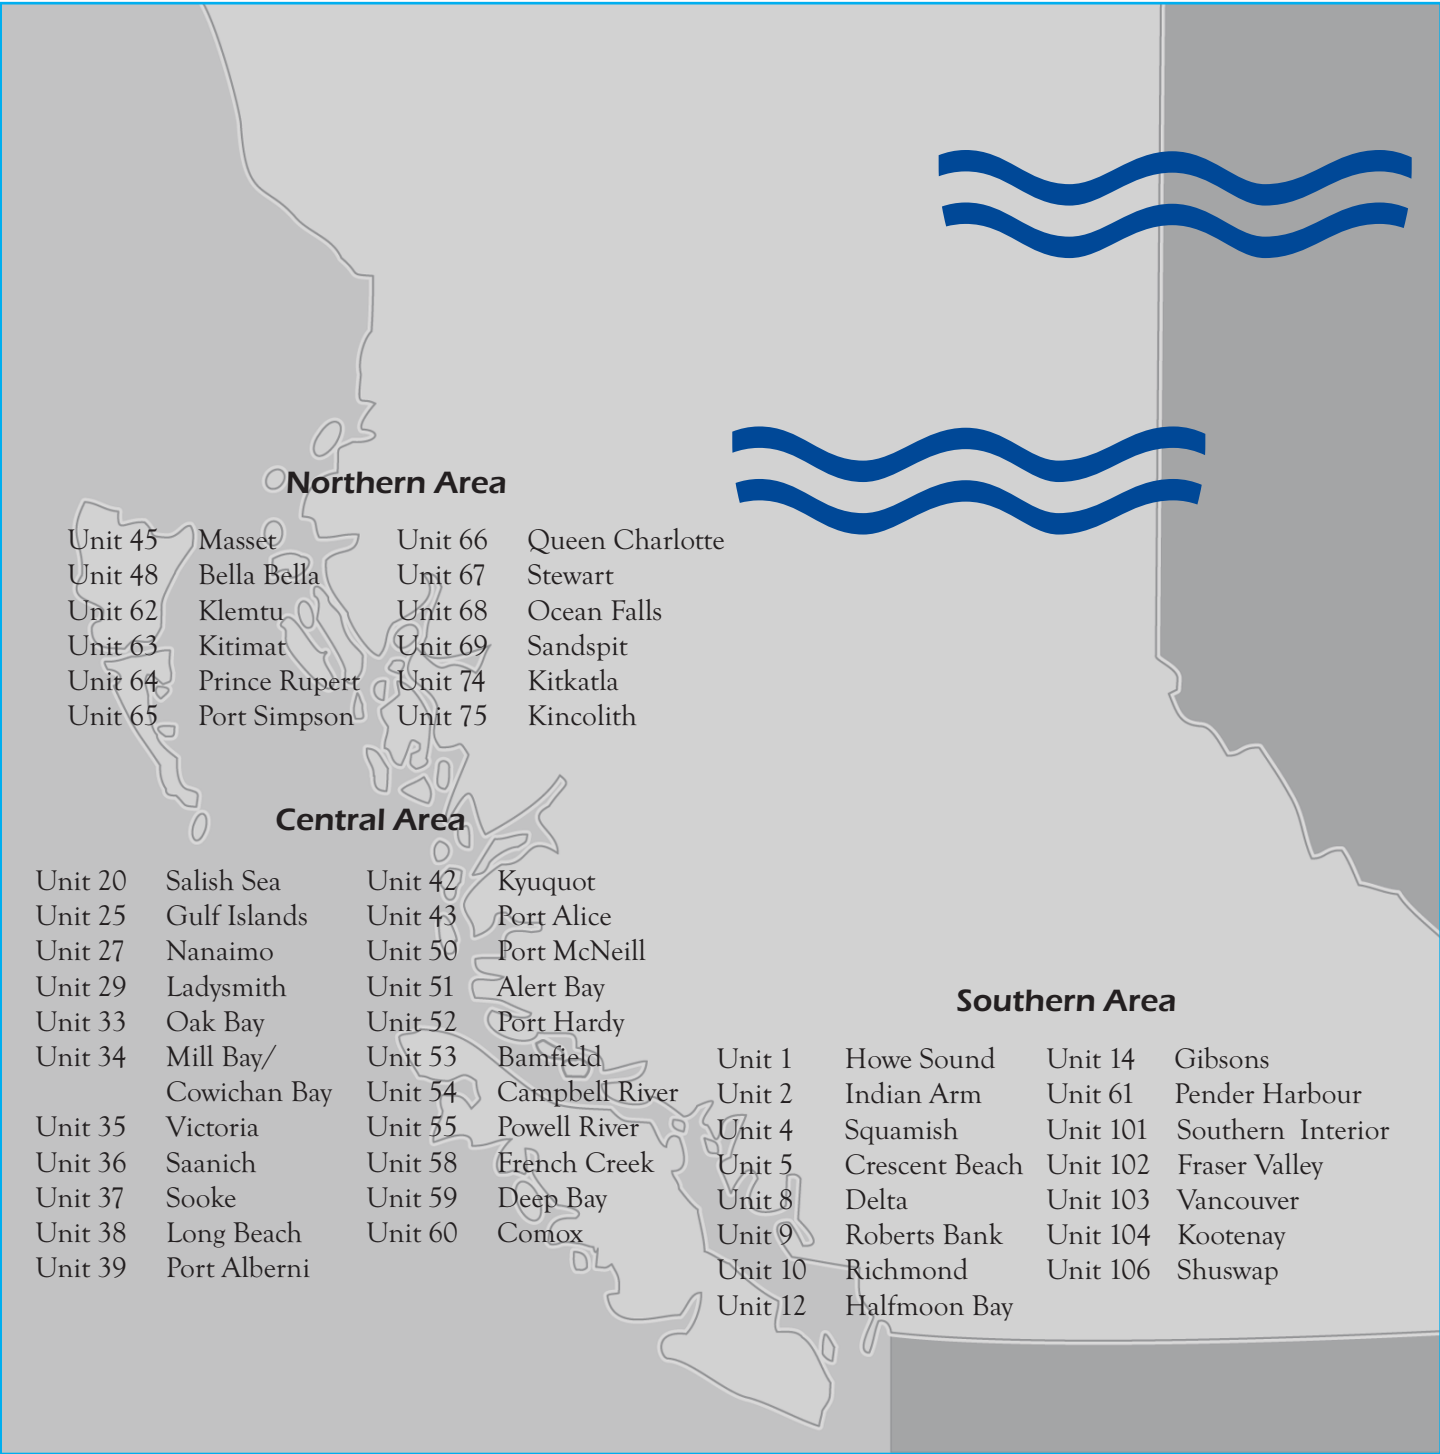 Northern Area
Unit 45 Masset
Unit 48 Bella Bella
Unit 62 Klemtu
Unit 63 Kitimat
Unit 64 Prince Rupert
Unit 65 Port Simpson
Unit 66 Queen Charlotte
Unit 67 Stewart
Unit 68 Ocean Falls
Unit 69 Sandspit
Unit 74 Kitkatla
Unit 75 Kincolith
Central Area
Unit 20 Salish Sea
Unit 25 Gulf Islands
Unit 27 Nanaimo
Unit 29 Ladysmith
Unit 33 Oak Bay
Unit 34 Mill Bay/
Cowichan Bay
Unit 35 Victoria
Unit 36 Saanich
Unit 37 Sooke
Unit 38 Long Beach
Unit 39 Port Alberni
Unit 42 Kyuquot
Unit 43 Port Alice
Unit 50 Port McNeill
Unit 51 Alert Bay
Unit 52 Port Hardy
Unit 53 Bamfield
Unit 54 Campbell River
Unit 55 Powell River
Unit 58 French Creek
Unit 59 Deep Bay
Unit 60 Comox
Southern Area
Unit 1 Howe Sound
Unit 2 Indian Arm
Unit 4 Squamish
Unit 5 Crescent Beach
Unit 8 Delta
Unit 9 Roberts Bank
Unit 10 Richmond
Unit 12 Halfmoon Bay
Unit 14 Gibsons
Unit 61 Pender Harbour
Unit 101 Southern Interior
Unit 102 Fraser Valley
Unit 103 Vancouver
Unit 104 Kootenay
Unit 106 Shuswap